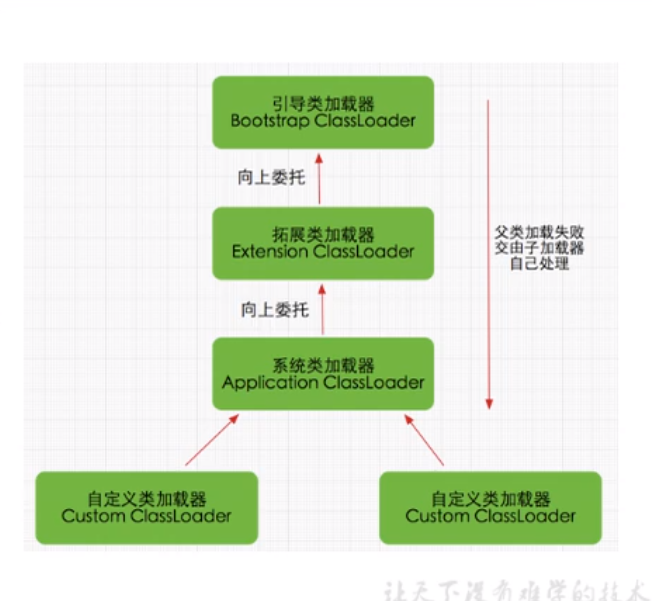 引导类加载器
Bootstrap ClassLoader
向上委托
拓展类加载器
Extension ClassLoader
父类加载失败
交由子加载器
自己处理
向上委托
系统类加载器
Application ClassLoader
自定义类加载器
Custom ClassLoader
自定义类加载器
Custom ClassLoader
让天下没有难学的技术